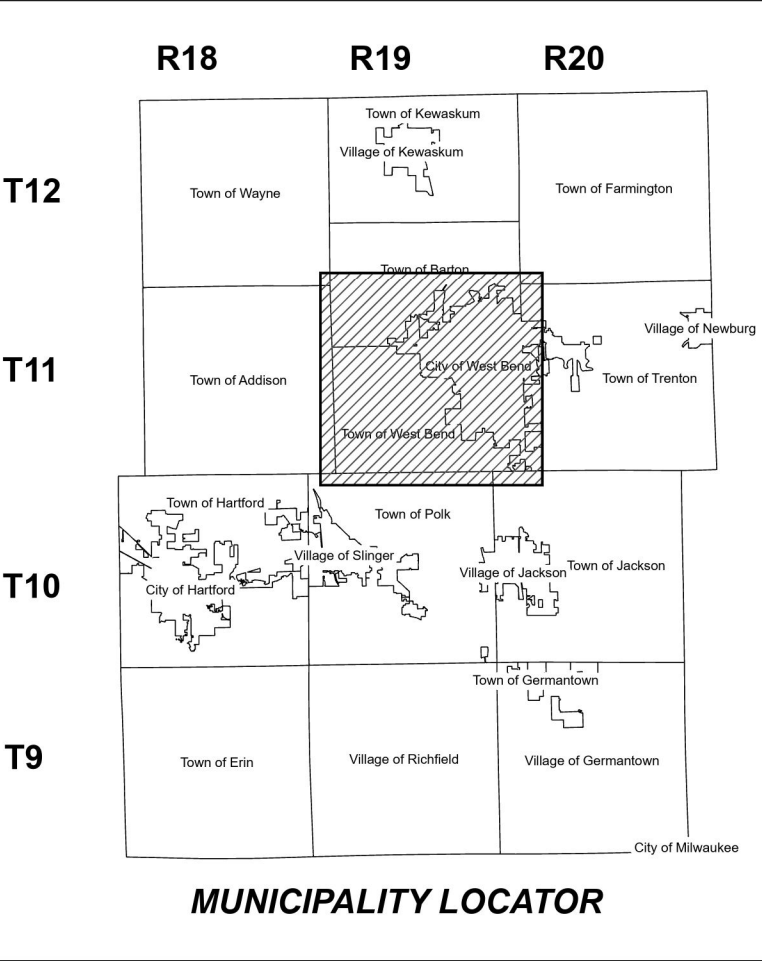 R18 R19 R20
Town of Kewaskum
Village of Kewaskum
T12
Town of Wayne
Town of Farmington
Town of Barton
Village of Newburg
T11
City of West Bend
Town of Addison
Town of Trenton
Town of West Bend
Town of Hartford
Town of Polk
Village of Slinger
T10
Village of Jackson
Town of Jackson
City of Hartford
Town of Germantown
T9
Town of Erin
Village of Richfield
Village of Germantown
City of Milwaukee
MUNICIPALITY LOCATOR